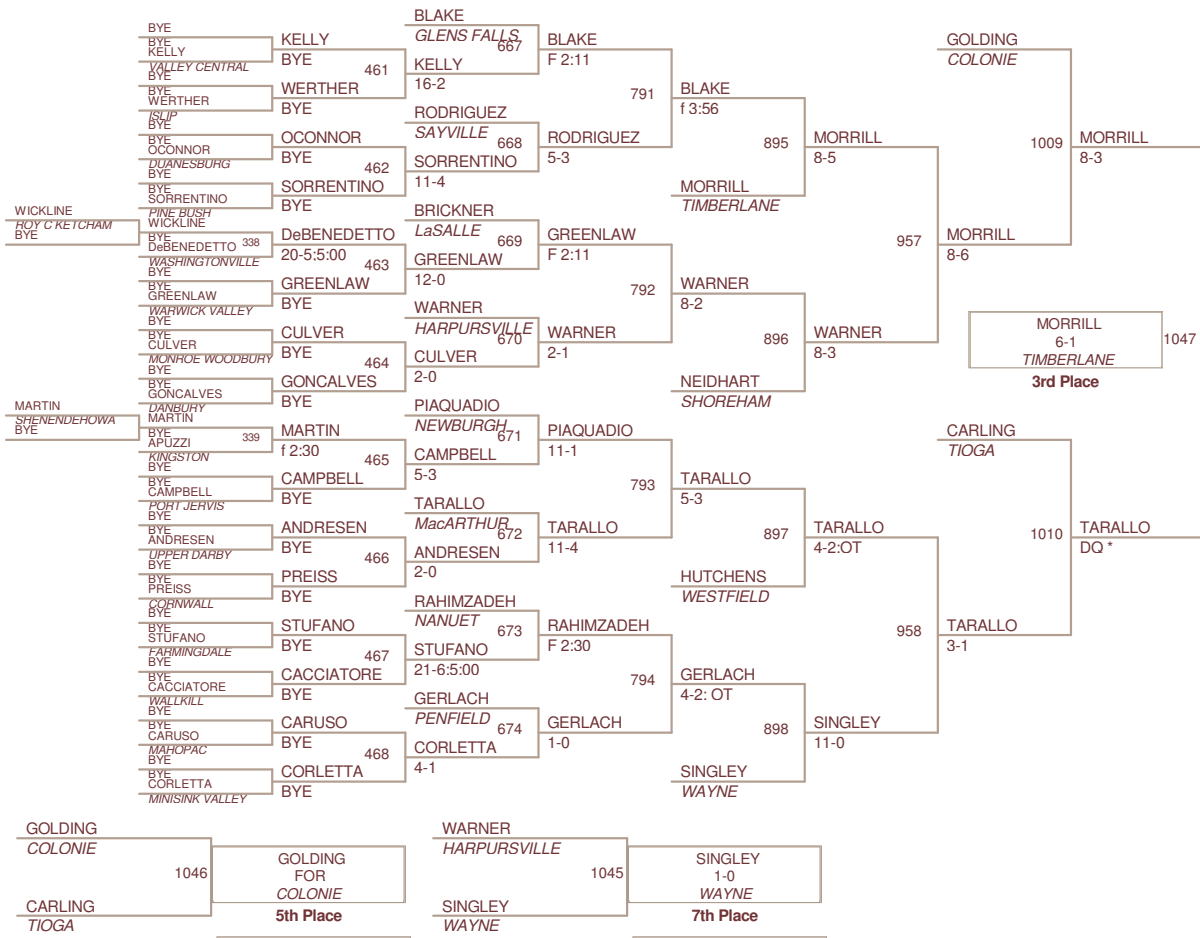 WICKLINE
ROY C KETCHAM
BYE
MARTIN
SHENENDEHOWA
BYE
BYE
BYE
KELLY
VALLEY CENTRAL
BYE
BYE
WERTHER
ISLIP
BYE
BYE
OCONNOR
DUANESBURG
BYE
BYE
SORRENTINO
PINE BUSH
WICKLINE
BYE
DeBENEDETTO
338
WASHINGTONVILLE
BYE
BYE
GREENLAW
WARWICK VALLEY
BYE
BYE
CULVER
MONROE WOODBURY
BYE
BYE
GONCALVES
DANBURY
MARTIN
BYE
APUZZI
339
KINGSTON
BYE
BYE
CAMPBELL
PORT JERVIS
BYE
BYE
ANDRESEN
UPPER DARBY
BYE
BYE
PREISS
CORNWALL
BYE
BYE
STUFANO
FARMINGDALE
BYE
BYE
CACCIATORE
WALLKILL
BYE
BYE
CARUSO
MAHOPAC
BYE
BYE
CORLETTA
MINISINK VALLEY
KELLY
BYE
461
WERTHER
BYE
OCONNOR
BYE
462
SORRENTINO
BYE
DeBENEDETTO
20-5:5:00
463
GREENLAW
BYE
CULVER
BYE
464
GONCALVES
BYE
MARTIN
f 2:30
465
CAMPBELL
BYE
ANDRESEN
BYE
466
PREISS
BYE
STUFANO
BYE
467
CACCIATORE
BYE
CARUSO
BYE
468
CORLETTA
BYE
BLAKE
GLENS FALLS
667
KELLY
16-2
RODRIGUEZ
SAYVILLE
668
SORRENTINO
11-4
BRICKNER
LaSALLE
669
GREENLAW
12-0
WARNER
HARPURSVILLE
670
CULVER
2-0
PIAQUADIO
NEWBURGH
671
CAMPBELL
5-3
TARALLO
MacARTHUR
672
ANDRESEN
2-0
RAHIMZADEH
NANUET
673
STUFANO
21-6:5:00
GERLACH
PENFIELD
674
CORLETTA
4-1
BLAKE
F 2:11
791
RODRIGUEZ
5-3
GREENLAW
F 2:11
792
WARNER
2-1
PIAQUADIO
11-1
793
TARALLO
11-4
RAHIMZADEH
F 2:30
794
GERLACH
1-0
BLAKE
f 3:56
895
MORRILL
TIMBERLANE
WARNER
8-2
896
NEIDHART
SHOREHAM
TARALLO
5-3
897
HUTCHENS
WESTFIELD
GERLACH
4-2: OT
898
SINGLEY
WAYNE
MORRILL
8-5
957
WARNER
8-3
TARALLO
4-2:OT
958
SINGLEY
11-0
GOLDING
COLONIE
1009
MORRILL
8-6
CARLING
TIOGA
1010
TARALLO
3-1
MORRILL
8-3
TARALLO
DQ *
MORRILL
6-1
TIMBERLANE
1047
3rd Place
GOLDING
COLONIE
1046
CARLING
TIOGA
GOLDING
FOR
COLONIE
5th Place
WARNER
HARPURSVILLE
1045
SINGLEY
WAYNE
SINGLEY
1-0
WAYNE
7th Place